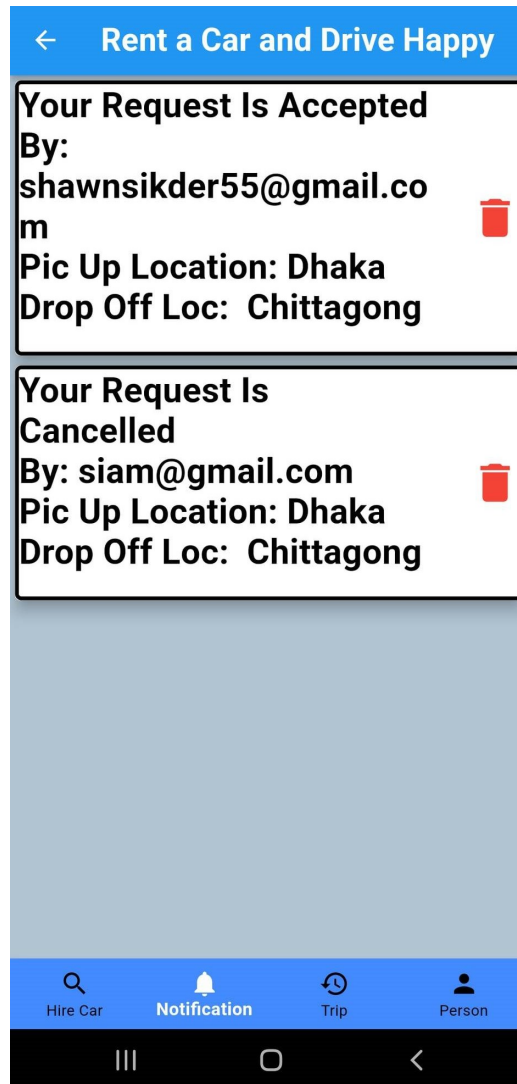 Rent a Car and Drive Happy
Your Request Is Accepted
By:
shawnsikder55@gmail.co
m
Pic Up Location: Dhaka
Drop Off Loc:  Chittagong
Your Request Is
Cancelled
By: siam@gmail.com
Pic Up Location: Dhaka
Drop Off Loc:  Chittagong
Hire Car
Notification
Trip
Person